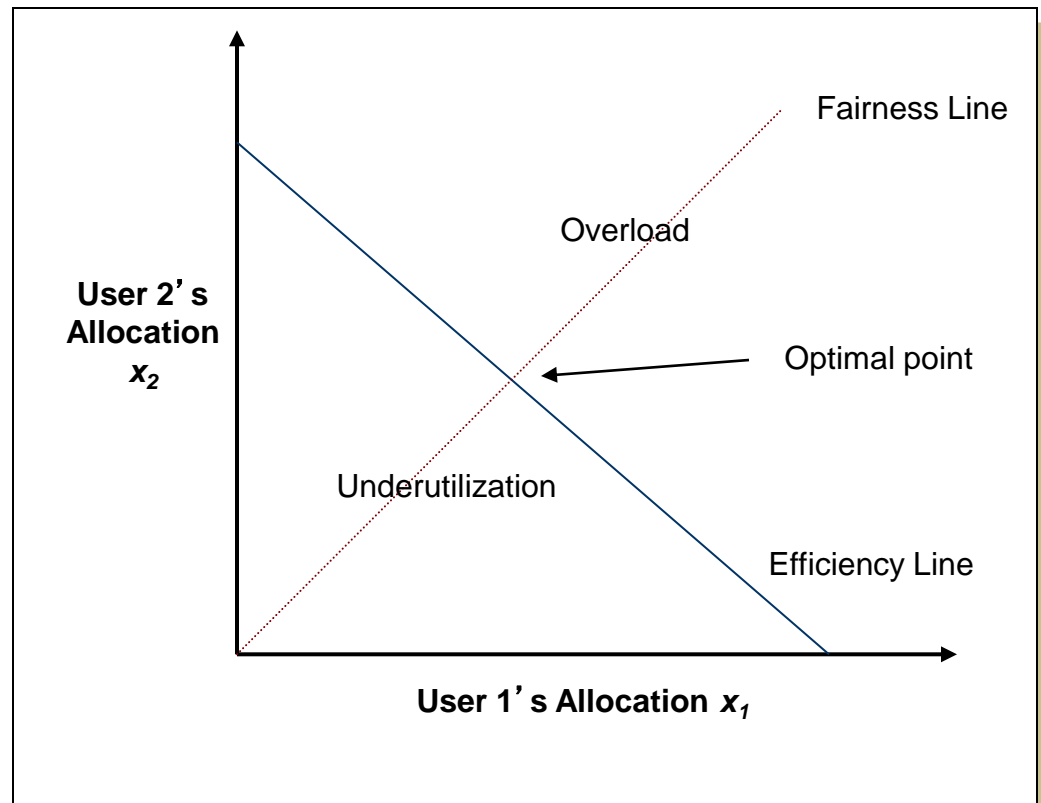 Fairness Line
Overload
User 2’s
Allocation
x2
Optimal point
Underutilization
Efficiency Line
User 1’s Allocation x1